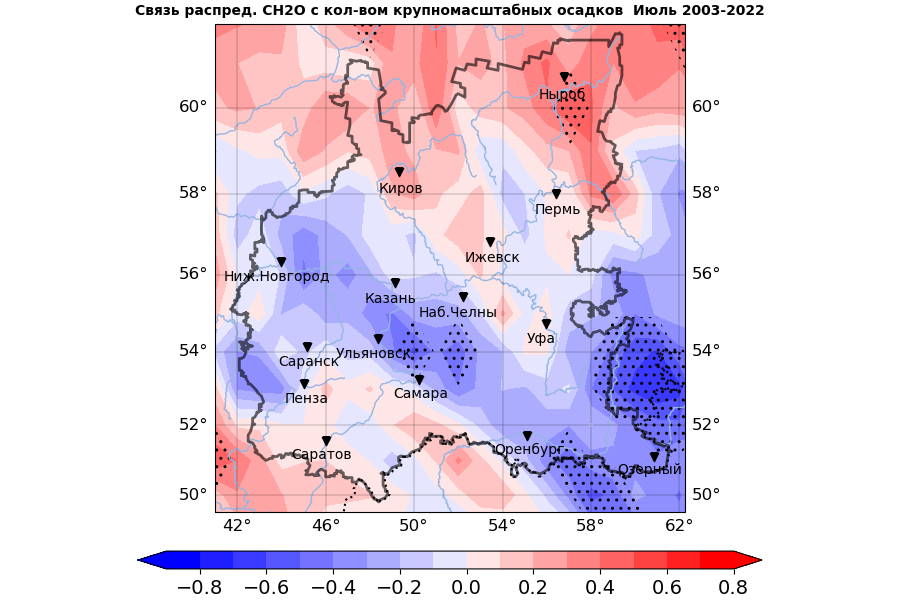 Связь распред. CH2O с кол-вом крупномасштабных осадков  Июль 2003-2022
60° 60°
Ныроб
Киров
58° 58°
Пермь
Ижевск
56° 56°
Ниж.Новгород
Казань
Наб.Челны
Уфа
54° 54°
Ульяновск
Саранск
Самара
Пенза
52° 52°
Оренбург
Саратов
Озерный
50° 50°
42° 46° 50° 54° 58° 62°
−0.8 −0.6 −0.4 −0.2 0.0 0.2 0.4 0.6 0.8